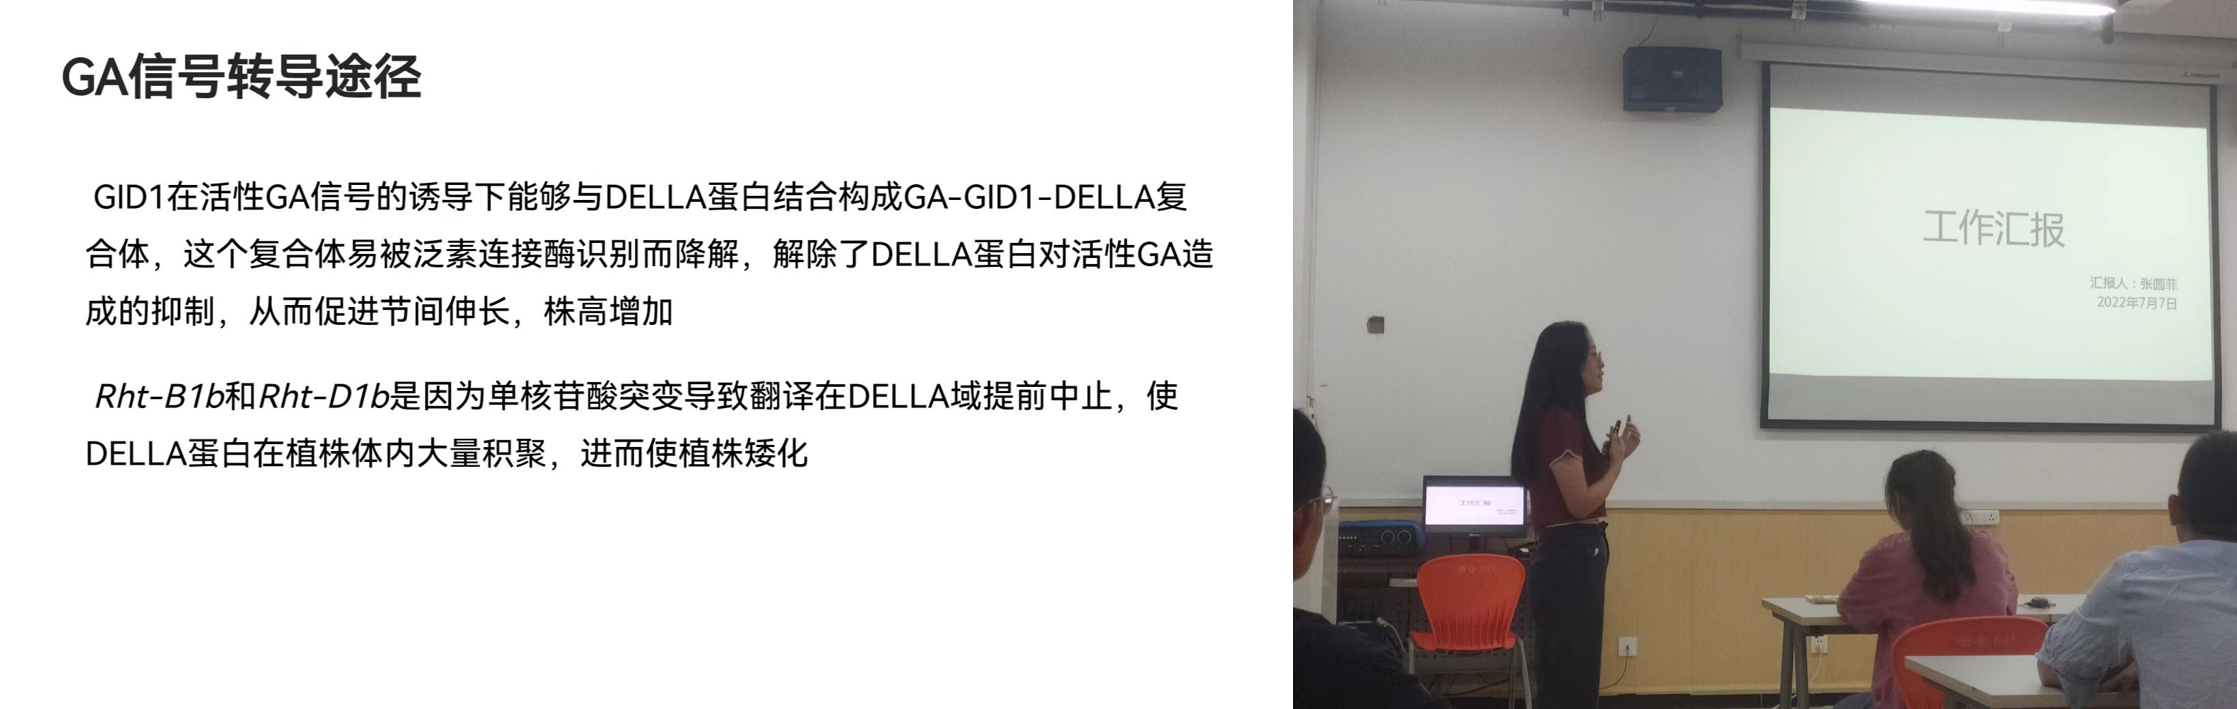 GA信号转导途径
GID1在活性GA信号的诱导下能够与DELLA蛋白结合构成GA-GID1-DELLA复
合体，这个复合体易被泛素连接酶识别而降解，解除了DELLA蛋白对活性GA造
成的抑制，从而促进节间伸长，株高增加
Rht-B1b和Rht-D1b是因为单核苷酸突变导致翻译在DELLA域提前中止，使
DELLA蛋白在植株体内大量积聚，进而使植株矮化
工作汇报
汇报人：张圆菲
2022年7月7日
工作汇报